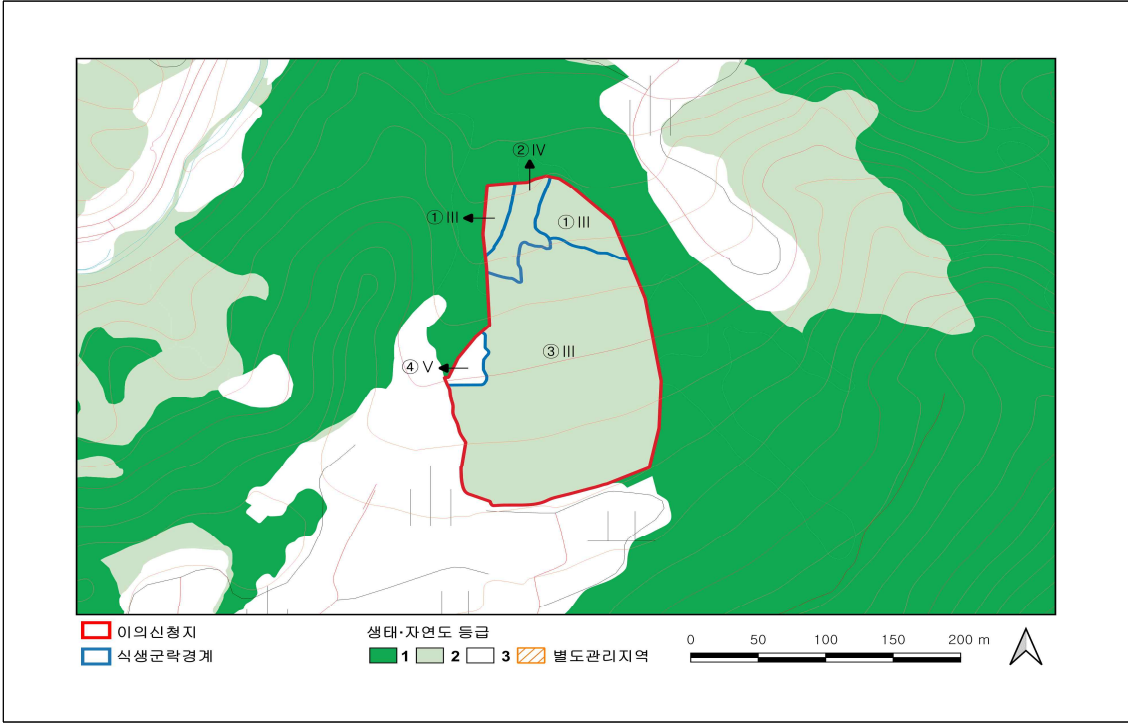 ②IV
①III
①III
③III
④ V
이의신청지
식생군락경계
생태·자연도 등급
1 2 3 별도관리지역
0 50 100 150 200 m